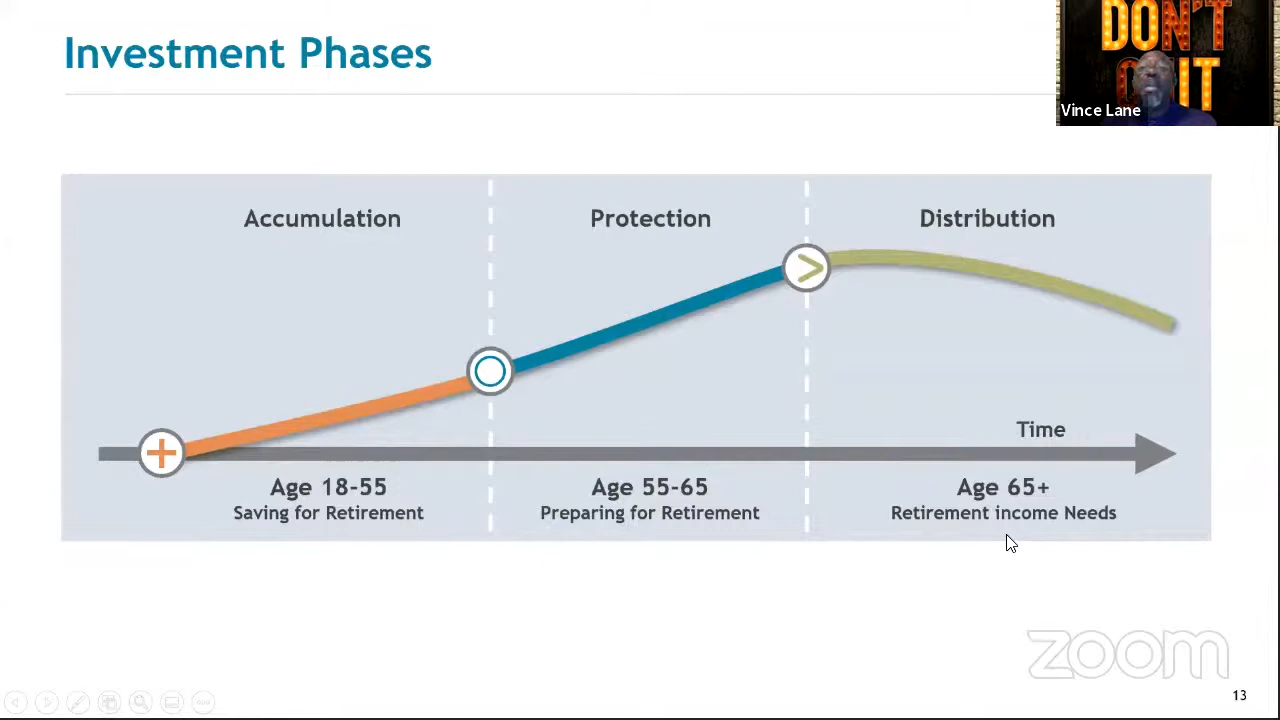 Investment Phases
DON'T
QUIT
Vince Lane
Accumulation
Protection
Distribution
Time
Age 18-55
Saving for Retirement
Age 55-65
Preparing for Retirement
Age 65+
Retirement income Needs
zoom
13